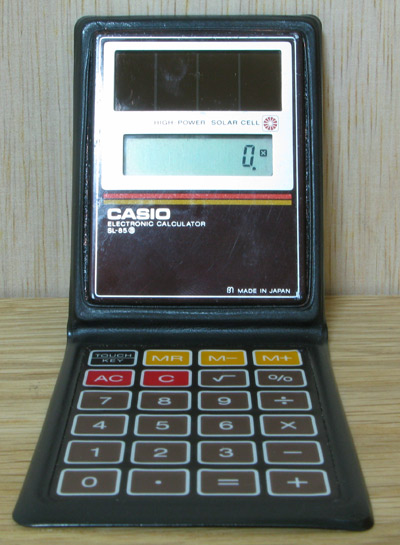 HIGH POWER SOLAR CELL
0.
CASIO
ELECTRONIC CALCULATOR
SL-85
MADE IN JAPAN
TOUCH KEY MR M− M+
AC C √ %
7 8 9 ÷
4 5 6 ×
1 2 3 −
0 · = +